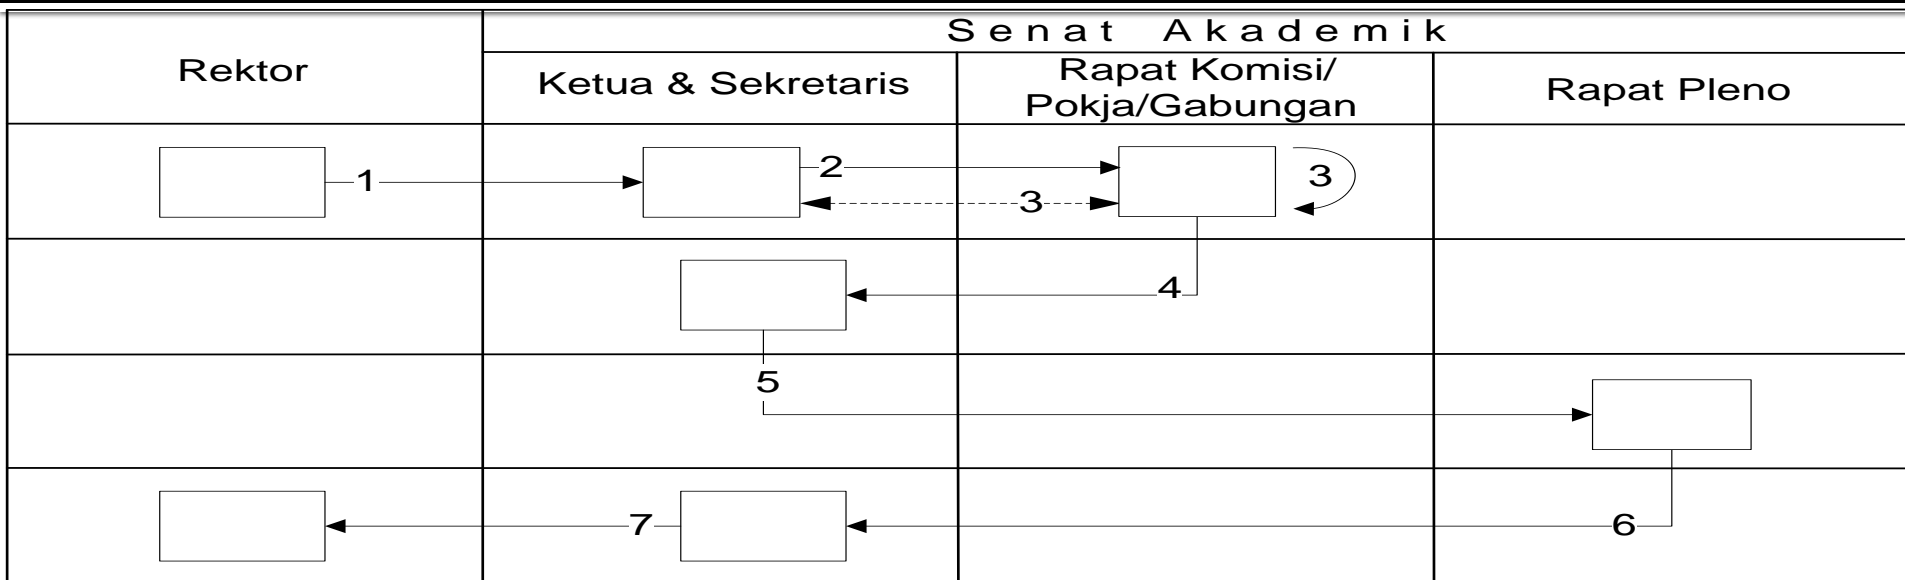 Senat Akademik
Rektor
Ketua & Sekretaris
Rapat Komisi/
Pokja/Gabungan
Rapat Pleno
1
2
3
3
4
5
6
7